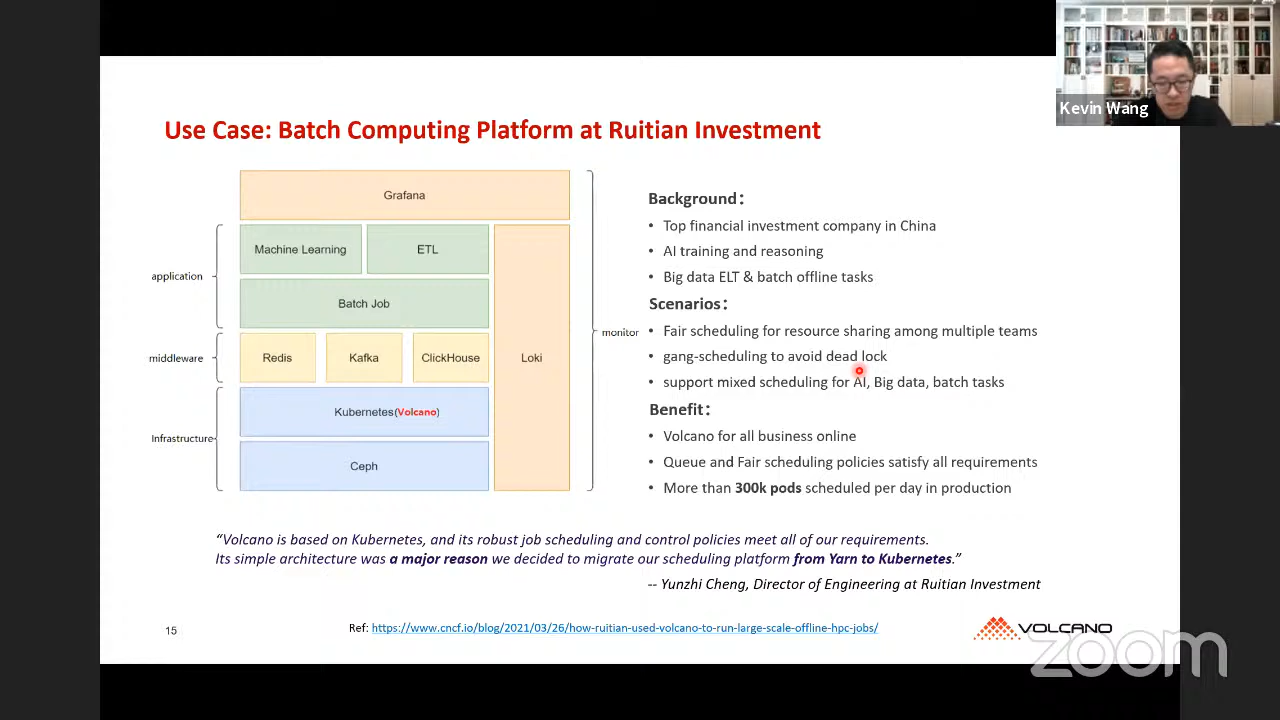 Kevin Wang
Use Case: Batch Computing Platform at Ruitian Investment
Grafana
application
Machine Learning
ETL
Batch Job
middleware
Redis
Kafka
ClickHouse
Loki
monitor
Infrastructure
Kubernetes(Volcano)
Ceph
Background：
• Top financial investment company in China
• AI training and reasoning
• Big data ELT & batch offline tasks
Scenarios：
• Fair scheduling for resource sharing among multiple teams
• gang-scheduling to avoid dead lock
• support mixed scheduling for AI, Big data, batch tasks
Benefit：
• Volcano for all business online
• Queue and Fair scheduling policies satisfy all requirements
• More than 300k pods scheduled per day in production
“Volcano is based on Kubernetes, and its robust job scheduling and control policies meet all of our requirements.
Its simple architecture was a major reason we decided to migrate our scheduling platform from Yarn to Kubernetes.”
-- Yunzhi Cheng, Director of Engineering at Ruitian Investment
15
Ref: https://www.cncf.io/blog/2021/03/26/how-ruitian-used-volcano-to-run-large-scale-offline-hpc-jobs/
VOLCANO
zoom